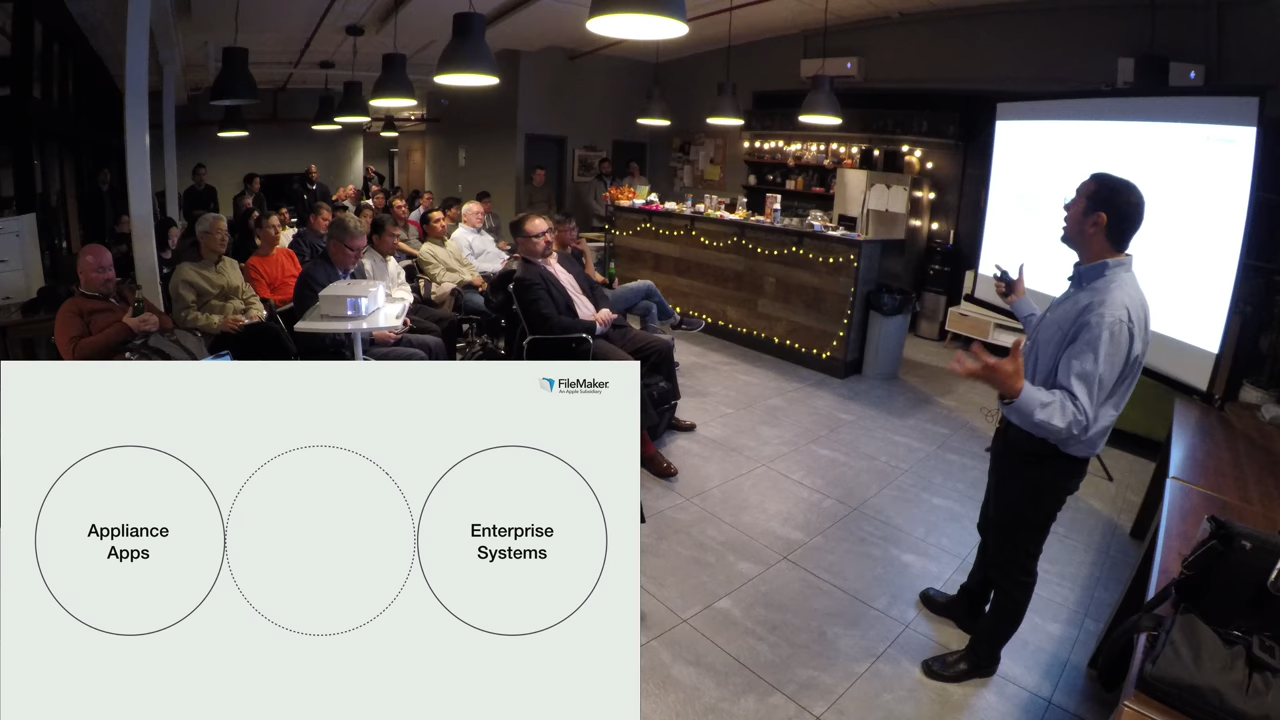 FileMaker
An Apple Subsidiary
Appliance
Apps
Enterprise
Systems